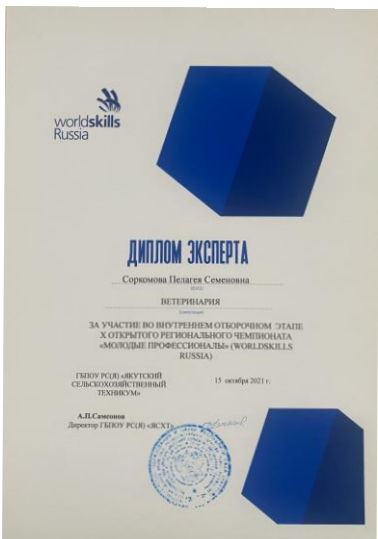 worldskills
Russia
ДИПЛОМ ЭКСПЕРТА
Соркомова Пелагея Семеновна
ВЕТЕРИНАРИЯ
ЗА УЧАСТИЕ ВО ВНУТРЕННЕМ ОТБОРОЧНОМ ЭТАПЕ
X ОТКРЫТОГО РЕГИОНАЛЬНОГО ЧЕМПИОНАТА
«МОЛОДЫЕ ПРОФЕССИОНАЛЫ» (WORLDSKILLS
RUSSIA)
ГБПОУ РС(Я) «ЯКУТСКИЙ
СЕЛЬСКОХОЗЯЙСТВЕННЫЙ
ТЕХНИКУМ»
15 октября 2021 г.
А.П.Самсонов
Директор ГБПОУ РС(Я) «ЯСХТ»